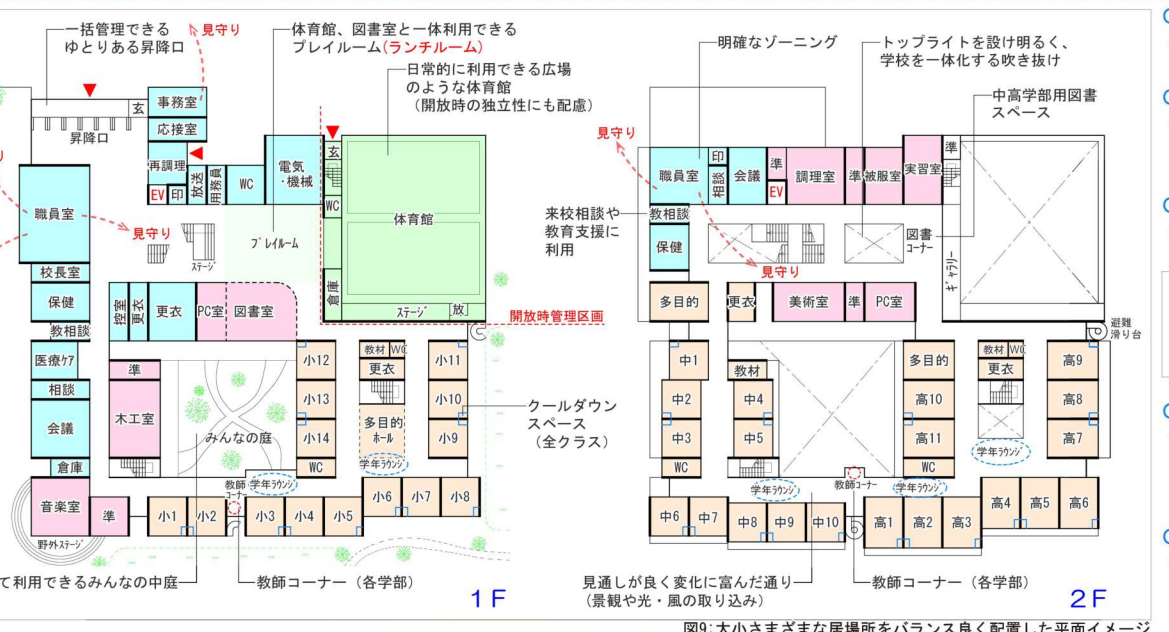 一括管理できる
ゆとりある昇降口
見守り
体育館、図書室と一体利用できる
プレイルーム(ランチルーム)
日常的に利用できる広場
のような体育館
(開放時の独立性にも配慮)
玄
事務室
昇降口
応接室
再調理
EV
印
放送
用務員
WC
電気
・機械
玄
WC
体育館
職員室
見守り
プレイルーム
ステージ
校長室
倉庫
ステージ
放
開放時管理区画
保健
控室
更衣
更衣
PC室
図書室
教相談
医療ケア
準
小12
教材
WC
更衣
小11
相談
木工室
小13
小10
クールダウン
スペース
(全クラス)
会議
みんなの庭
小14
多目的
ホール
小9
倉庫
WC
学年ラウンジ
教師
コーナー
学年ラウンジ
音楽室
準
小1
小2
小3
小4
小5
小6
小7
小8
野外ステージ
て利用できるみんなの中庭
教師コーナー(各学部)
1F
明確なゾーニング
トップライトを設け明るく、
学校を一体化する吹き抜け
中高学部用図書
スペース
見守り
職員室
印
相談
会議
準
EV
調理室
準
被服室
実習室
準
来校相談や
教育支援に
利用
教相談
保健
図書
コーナー
ギャラリー
見守り
多目的
更衣
美術室
準
PC室
避難
滑り台
中1
教材
多目的
教材
WC
更衣
高9
中2
中4
高10
高8
中3
中5
高11
高7
WC
WC
学年ラウンジ
学年ラウンジ
教師コーナー
学年ラウンジ
中6
中7
中8
中9
中10
高1
高2
高3
高4
高5
高6
見通しが良く変化に富んだ通り
(景観や光・風の取り込み)
教師コーナー(各学部)
2F
図9:大小さまざまな居場所をバランス良く配置した平面イメージ